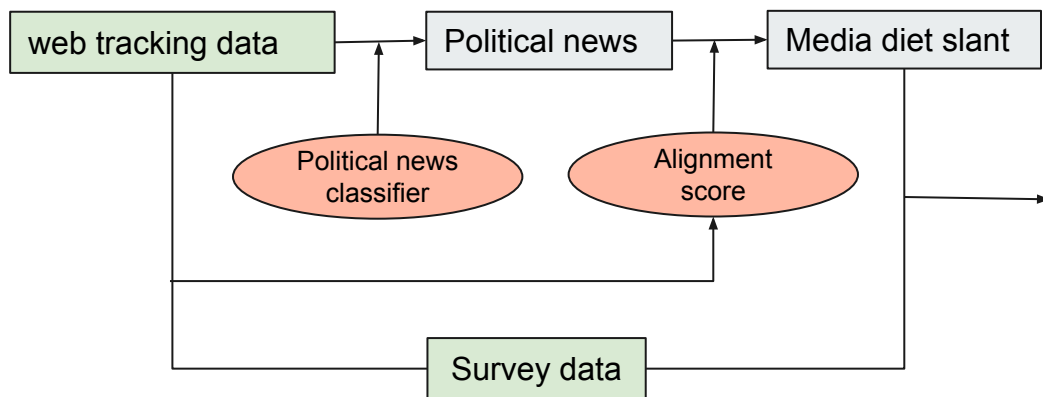 web tracking data
Political news
Media diet slant
Political news
classifier
Alignment
score
Survey data